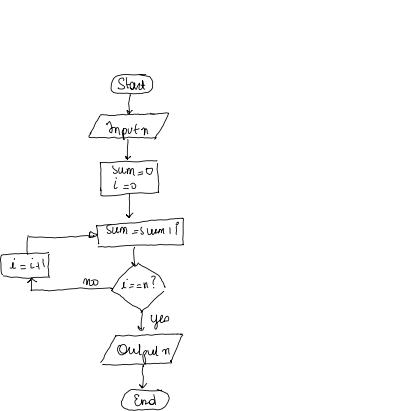 Start
Input n
sum=0
i=0
sum=sum+i
i=i+1
no
i==n?
yes
Output n
End